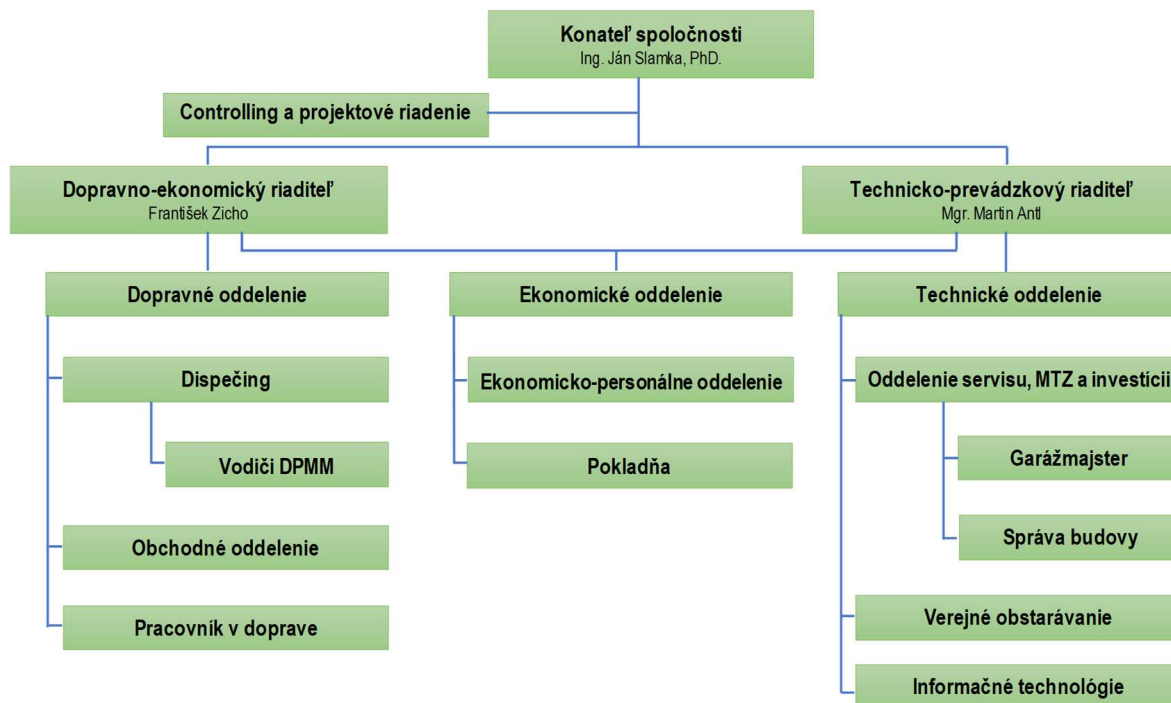 Konateľ spoločnosti
Ing. Ján Slamka, PhD.
Controlling a projektové riadenie
Dopravno-ekonomický riaditeľ
František Zicho
Technicko-prevádzkový riaditeľ
Mgr. Martin Antl
Dopravné oddelenie
Ekonomické oddelenie
Technické oddelenie
Dispečing
Ekonomicko-personálne oddelenie
Oddelenie servisu, MTZ a investícii
Vodiči DPMM
Pokladňa
Garážmajster
Obchodné oddelenie
Správa budovy
Pracovník v doprave
Verejné obstarávanie
Informačné technológie